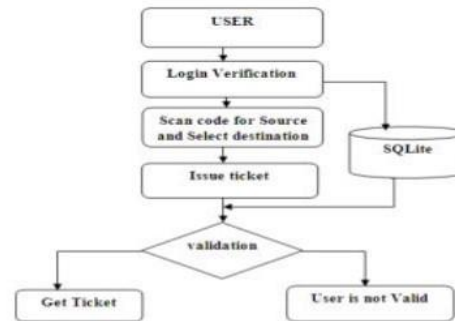 USER
Login Verification
Scan code for Source
and Select destination
SQLite
Issue ticket
validation
Get Ticket
User is not Valid